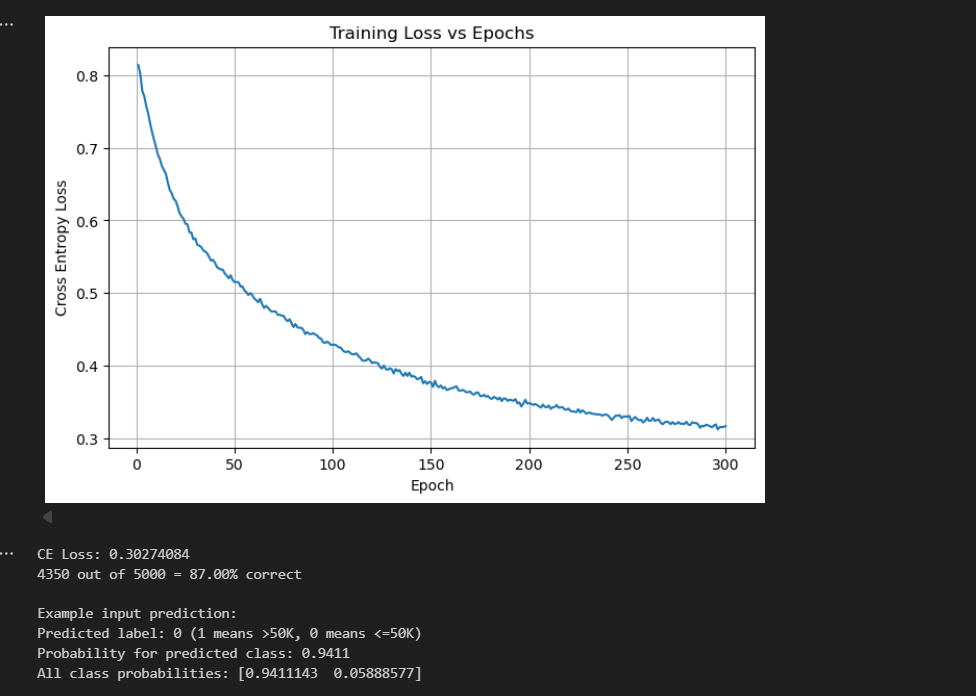 ...
Training Loss vs Epochs
0.8
0.7
0.6
0.5
0.4
0.3
Cross Entropy Loss
0 50 100 150 200 250 300
Epoch
...
CE Loss: 0.30274084
4350 out of 5000 = 87.00% correct
Example input prediction:
Predicted label: 0 (1 means >50K, 0 means <=50K)
Probability for predicted class: 0.9411
All class probabilities: [0.9411143  0.05888577]